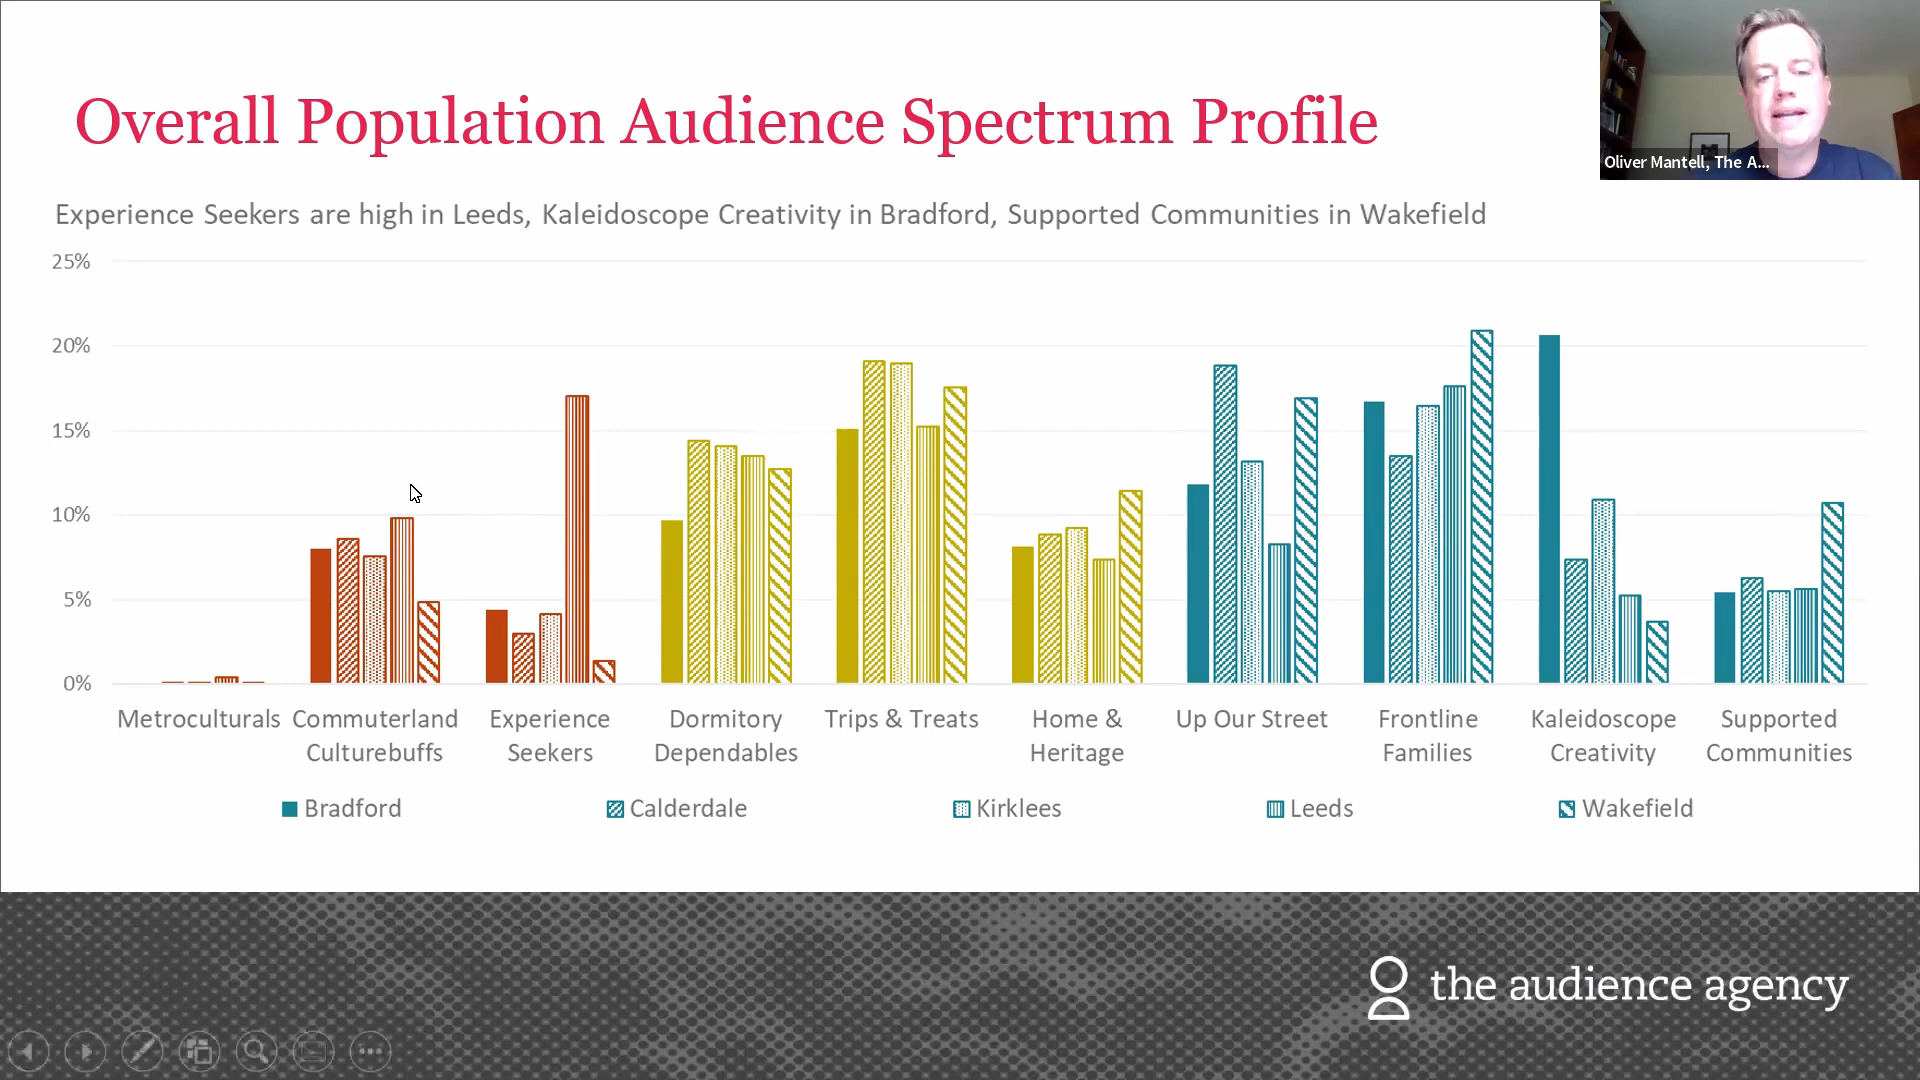 Overall Population Audience Spectrum Profile
Oliver Mantell, The A...
Experience Seekers are high in Leeds, Kaleidoscope Creativity in Bradford, Supported Communities in Wakefield
25%
20%
15%
10%
5%
0%
Metroculturals
Commuterland
Culturebuffs
Experience
Seekers
Dormitory
Dependables
Trips & Treats
Home &
Heritage
Up Our Street
Frontline
Families
Kaleidoscope
Creativity
Supported
Communities
Bradford
Calderdale
Kirklees
Leeds
Wakefield
the audience agency